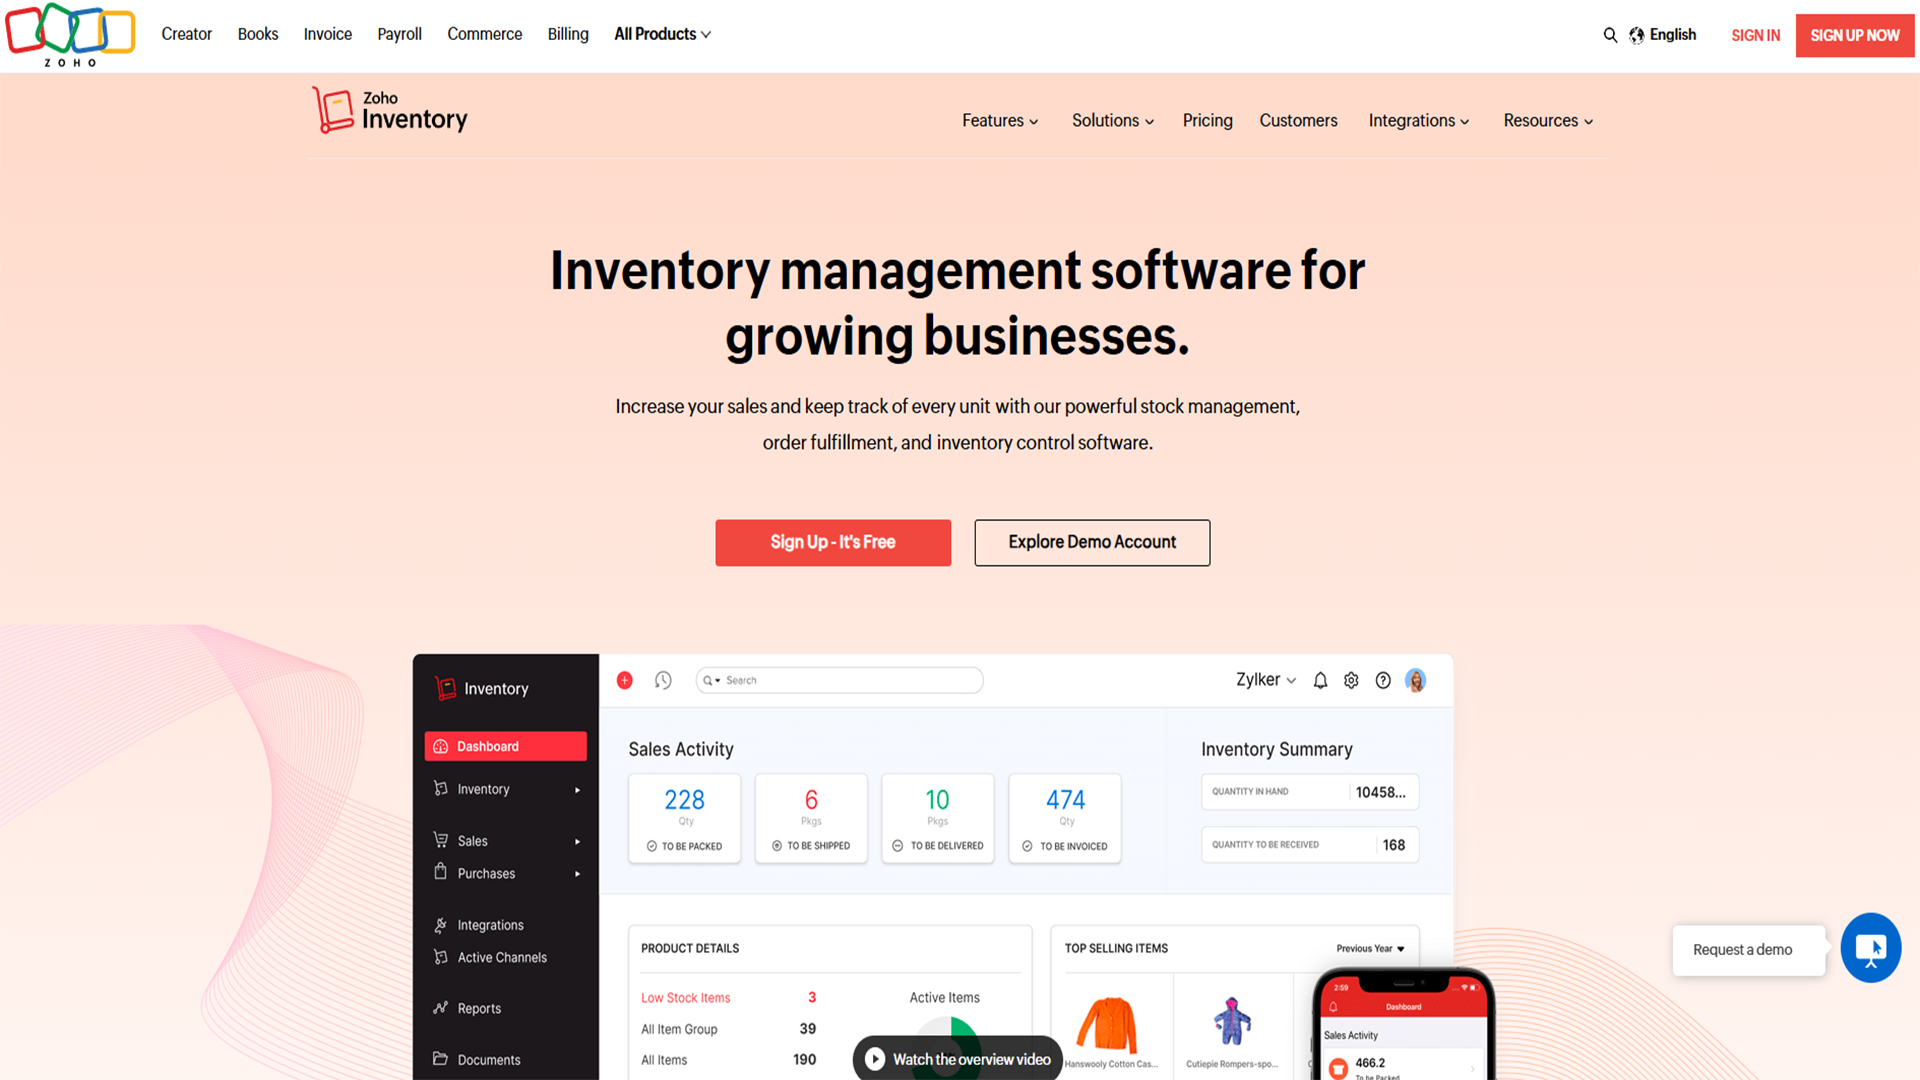 ZOHO
Creator Books Invoice Payroll Commerce Billing All Products
English SIGN IN SIGN UP NOW
Zoho
Inventory
Features Solutions Pricing Customers Integrations Resources
Inventory management software for
growing businesses.
Increase your sales and keep track of every unit with our powerful stock management,
order fulfillment, and inventory control software.
Sign Up - It's Free
Explore Demo Account
Inventory
Search
Zylker
Dashboard
Inventory
Sales
Purchases
Integrations
Active Channels
Reports
Documents
Sales Activity
228
Qty
TO BE PACKED
6
Pkgs
TO BE SHIPPED
10
Pkgs
TO BE DELIVERED
474
Qty
TO BE INVOICED
Inventory Summary
QUANTITY IN HAND 10458...
QUANTITY TO BE RECEIVED 168
PRODUCT DETAILS
Low Stock Items 3
All Item Group 39
All Items 190
Active Items
TOP SELLING ITEMS
Previous Year
Hanswooly Cotton Cas...
Cutiepie Rompers-spo...
Watch the overview video
2:59
Dashboard
Sales Activity
466.2
To be Packed
Request a demo